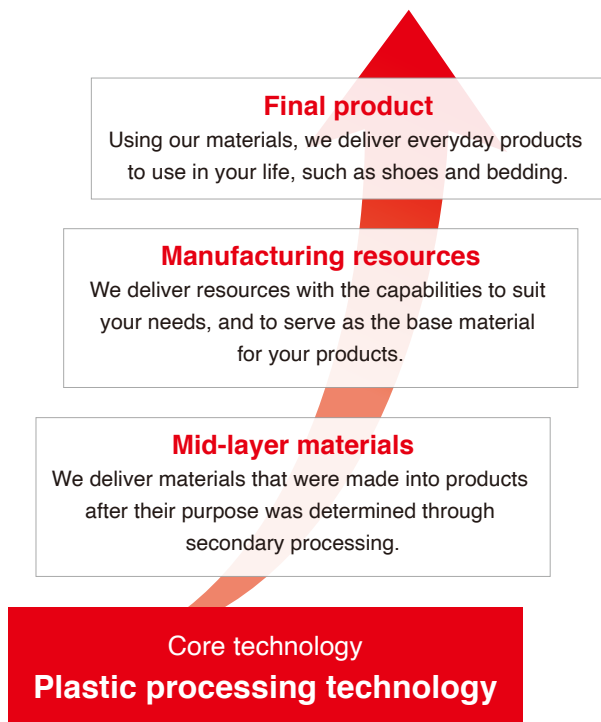 Final product
Using our materials, we deliver everyday products
to use in your life, such as shoes and bedding.
Manufacturing resources
We deliver resources with the capabilities to suit
your needs, and to serve as the base material
for your products.
Mid-layer materials
We deliver materials that were made into products
after their purpose was determined through
secondary processing.
Core technology
Plastic processing technology